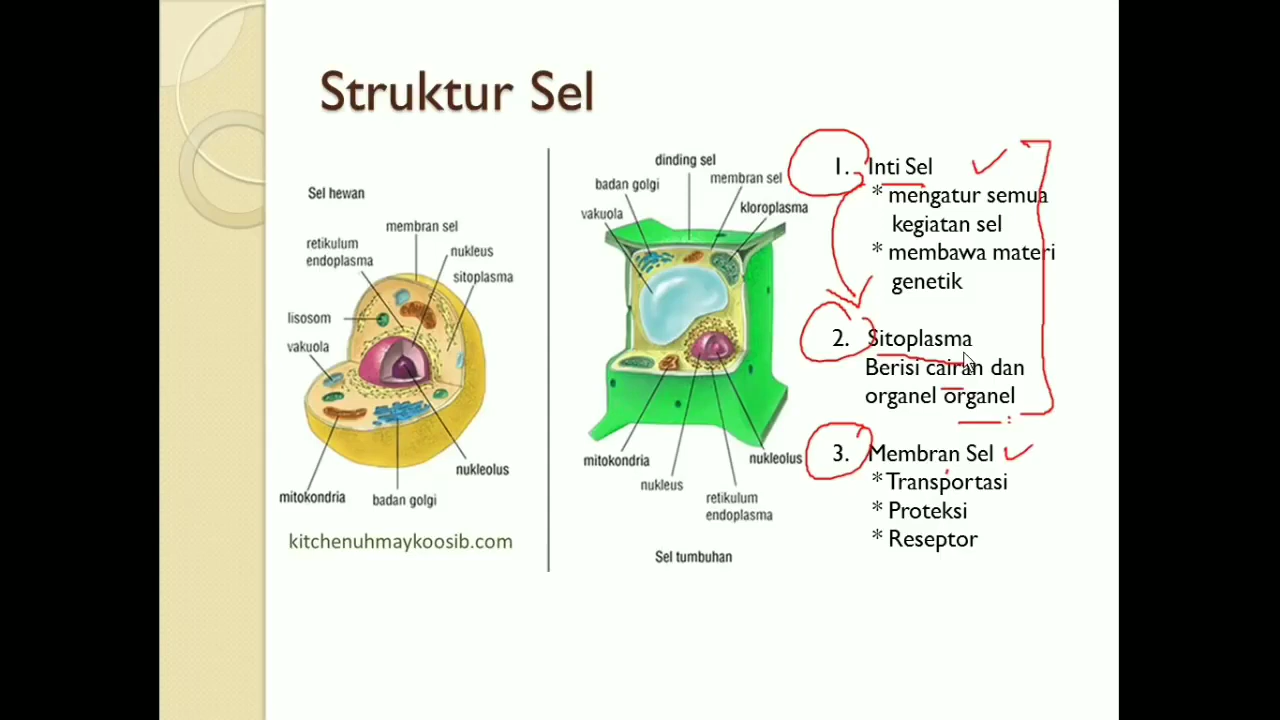 Struktur Sel
Sel hewan
membran sel
retikulum
endoplasma
nukleus
sitoplasma
lisosom
vakuola
nukleolus
mitokondria
badan golgi
kitchenuhmaykoosib.com
dinding sel
badan golgi
membran sel
vakuola
kloroplasma
mitokondria
nukleolus
nukleus
retikulum
endoplasma
Sel tumbuhan
1. Inti Sel
* mengatur semua
kegiatan sel
* membawa materi
genetik
2. Sitoplasma
Berisi cairan dan
organel organel
3. Membran Sel
* Transportasi
* Proteksi
* Reseptor